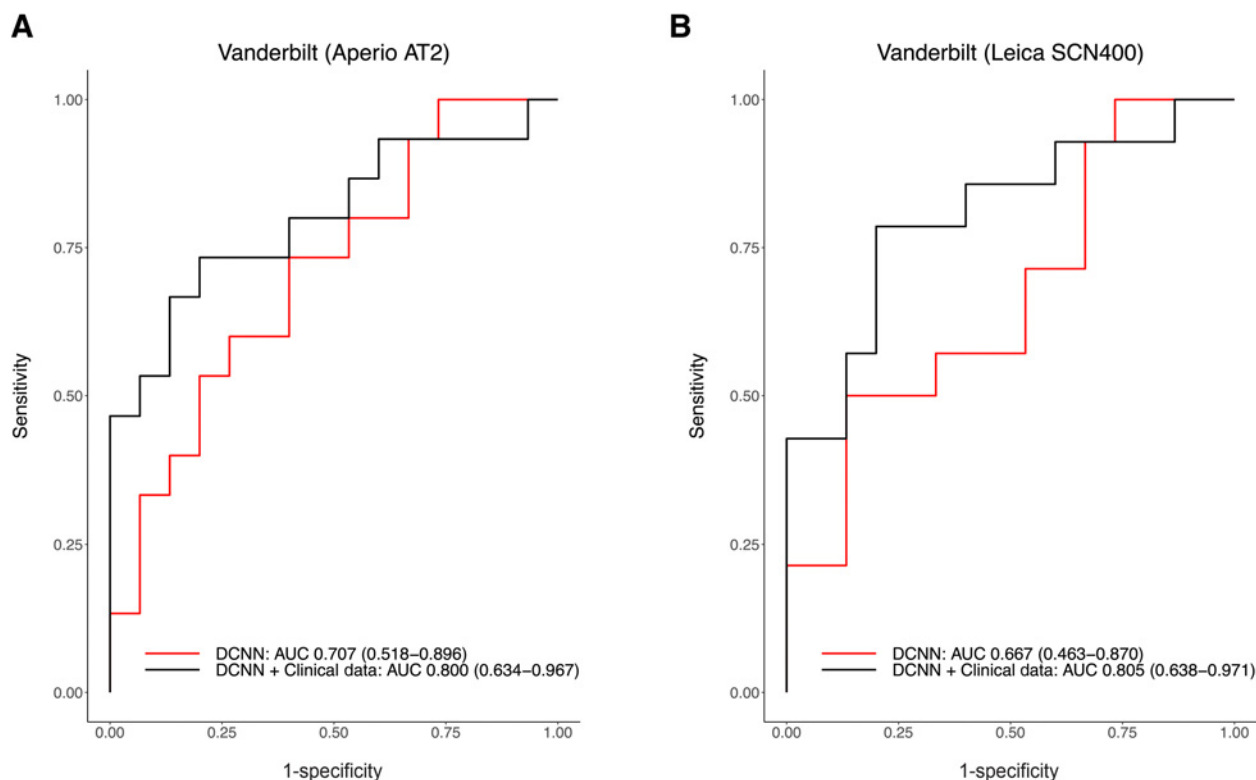 A
Vanderbilt (Aperio AT2)
1.00
0.75
0.50
0.25
0.00
Sensitivity
DCNN: AUC 0.707 (0.518–0.896)
DCNN + Clinical data: AUC 0.800 (0.634–0.967)
0.00 0.25 0.50 0.75 1.00
1-specificity
B
Vanderbilt (Leica SCN400)
1.00
0.75
0.50
0.25
0.00
Sensitivity
DCNN: AUC 0.667 (0.463–0.870)
DCNN + Clinical data: AUC 0.805 (0.638–0.971)
0.00 0.25 0.50 0.75 1.00
1-specificity